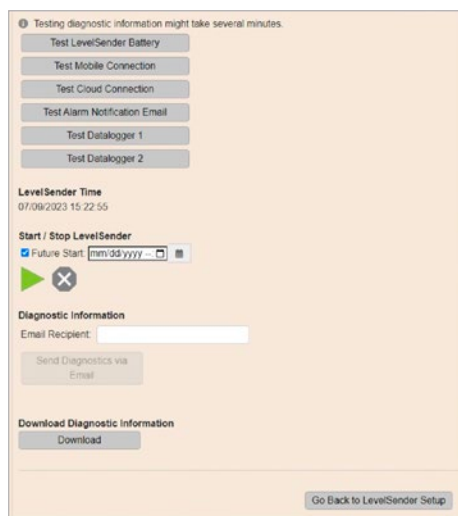 Testing diagnostic information might take several minutes.
Test LevelSender Battery
Test Mobile Connection
Test Cloud Connection
Test Alarm Notification Email
Test Datalogger 1
Test Datalogger 2
LevelSender Time
07/09/2023 15:22:55
Start / Stop LevelSender
Future Start: mm/dd/yyyy --
Diagnostic Information
Email Recipient:
Send Diagnostics via
Email
Download Diagnostic Information
Download
Go Back to LevelSender Setup